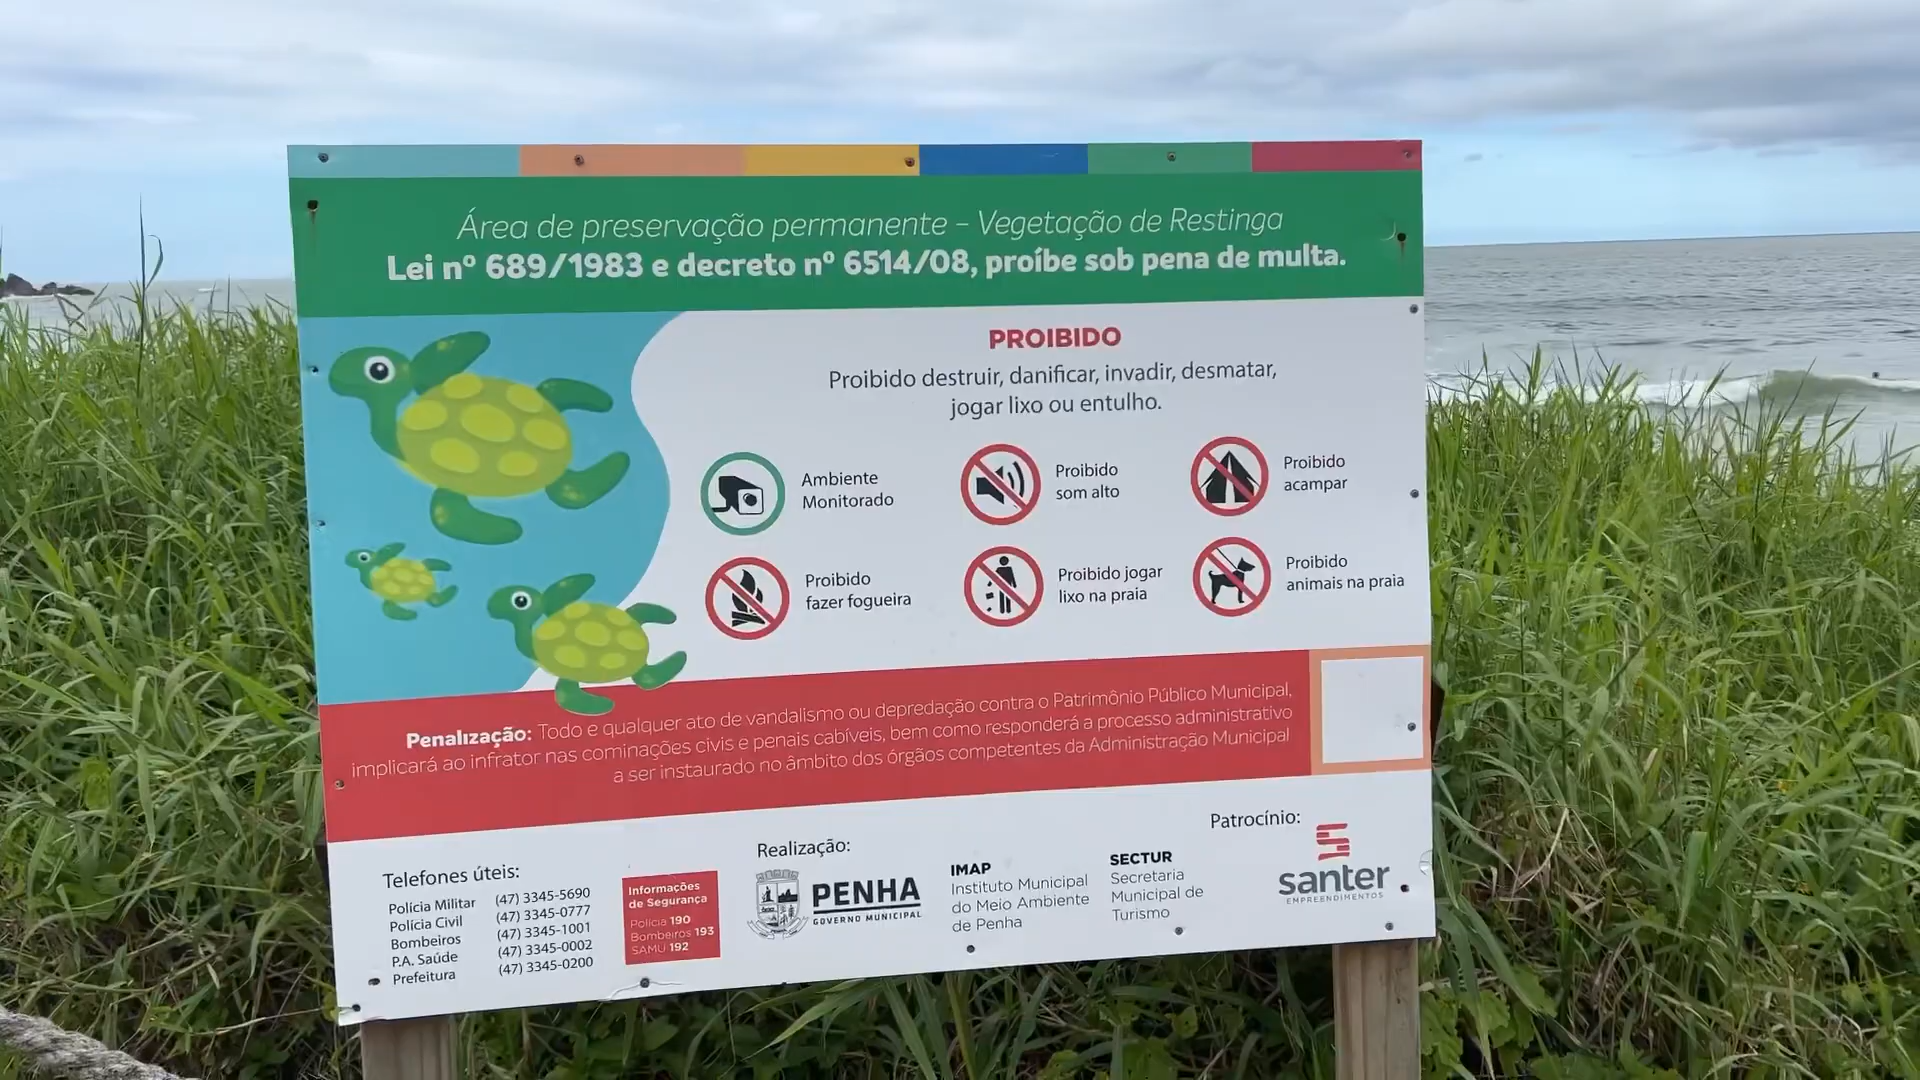 Área de preservação permanente – Vegetação de Restinga
Lei nº 689/1983 e decreto nº 6514/08, proíbe sob pena de multa.
PROIBIDO
Proibido destruir, danificar, invadir, desmatar,
jogar lixo ou entulho.
Ambiente
Monitorado
Proibido
som alto
Proibido
acampar
Proibido
fazer fogueira
Proibido jogar
lixo na praia
Proibido
animais na praia
Penalização: Todo e qualquer ato de vandalismo ou depredação contra o Patrimônio Público Municipal,
implicará ao infrator nas cominações civis e penais cabíveis, bem como responderá a processo administrativo
a ser instaurado no âmbito dos órgãos competentes da Administração Municipal
Telefones úteis:
Polícia Militar (47) 3345-5690
Polícia Civil (47) 3345-0777
Bombeiros (47) 3345-1001
P.A. Saúde (47) 3345-0002
Prefeitura (47) 3345-0200
Informações
de Segurança
Polícia 190
Bombeiros 193
SAMU 192
Realização:
PENHA
GOVERNO MUNICIPAL
IMAP
Instituto Municipal
do Meio Ambiente
de Penha
SECTUR
Secretaria
Municipal de
Turismo
Patrocínio:
santer
EMPREENDIMENTOS